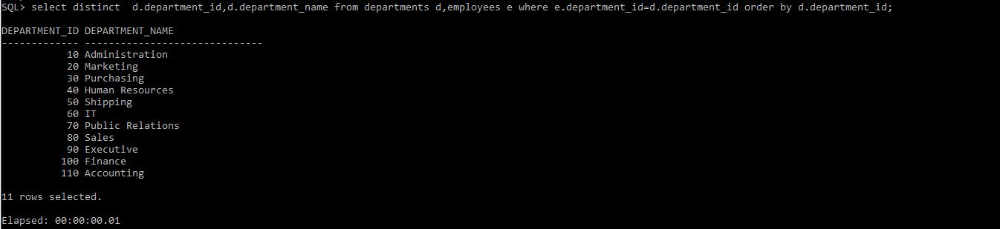 SQL> select distinct  d.department_id,d.department_name from departments d,employees e where e.department_id=d.department_id order by d.department_id;
DEPARTMENT_ID DEPARTMENT_NAME
------------- ------------------------------
           10 Administration
           20 Marketing
           30 Purchasing
           40 Human Resources
           50 Shipping
           60 IT
           70 Public Relations
           80 Sales
           90 Executive
          100 Finance
          110 Accounting
11 rows selected.
Elapsed: 00:00:00.01